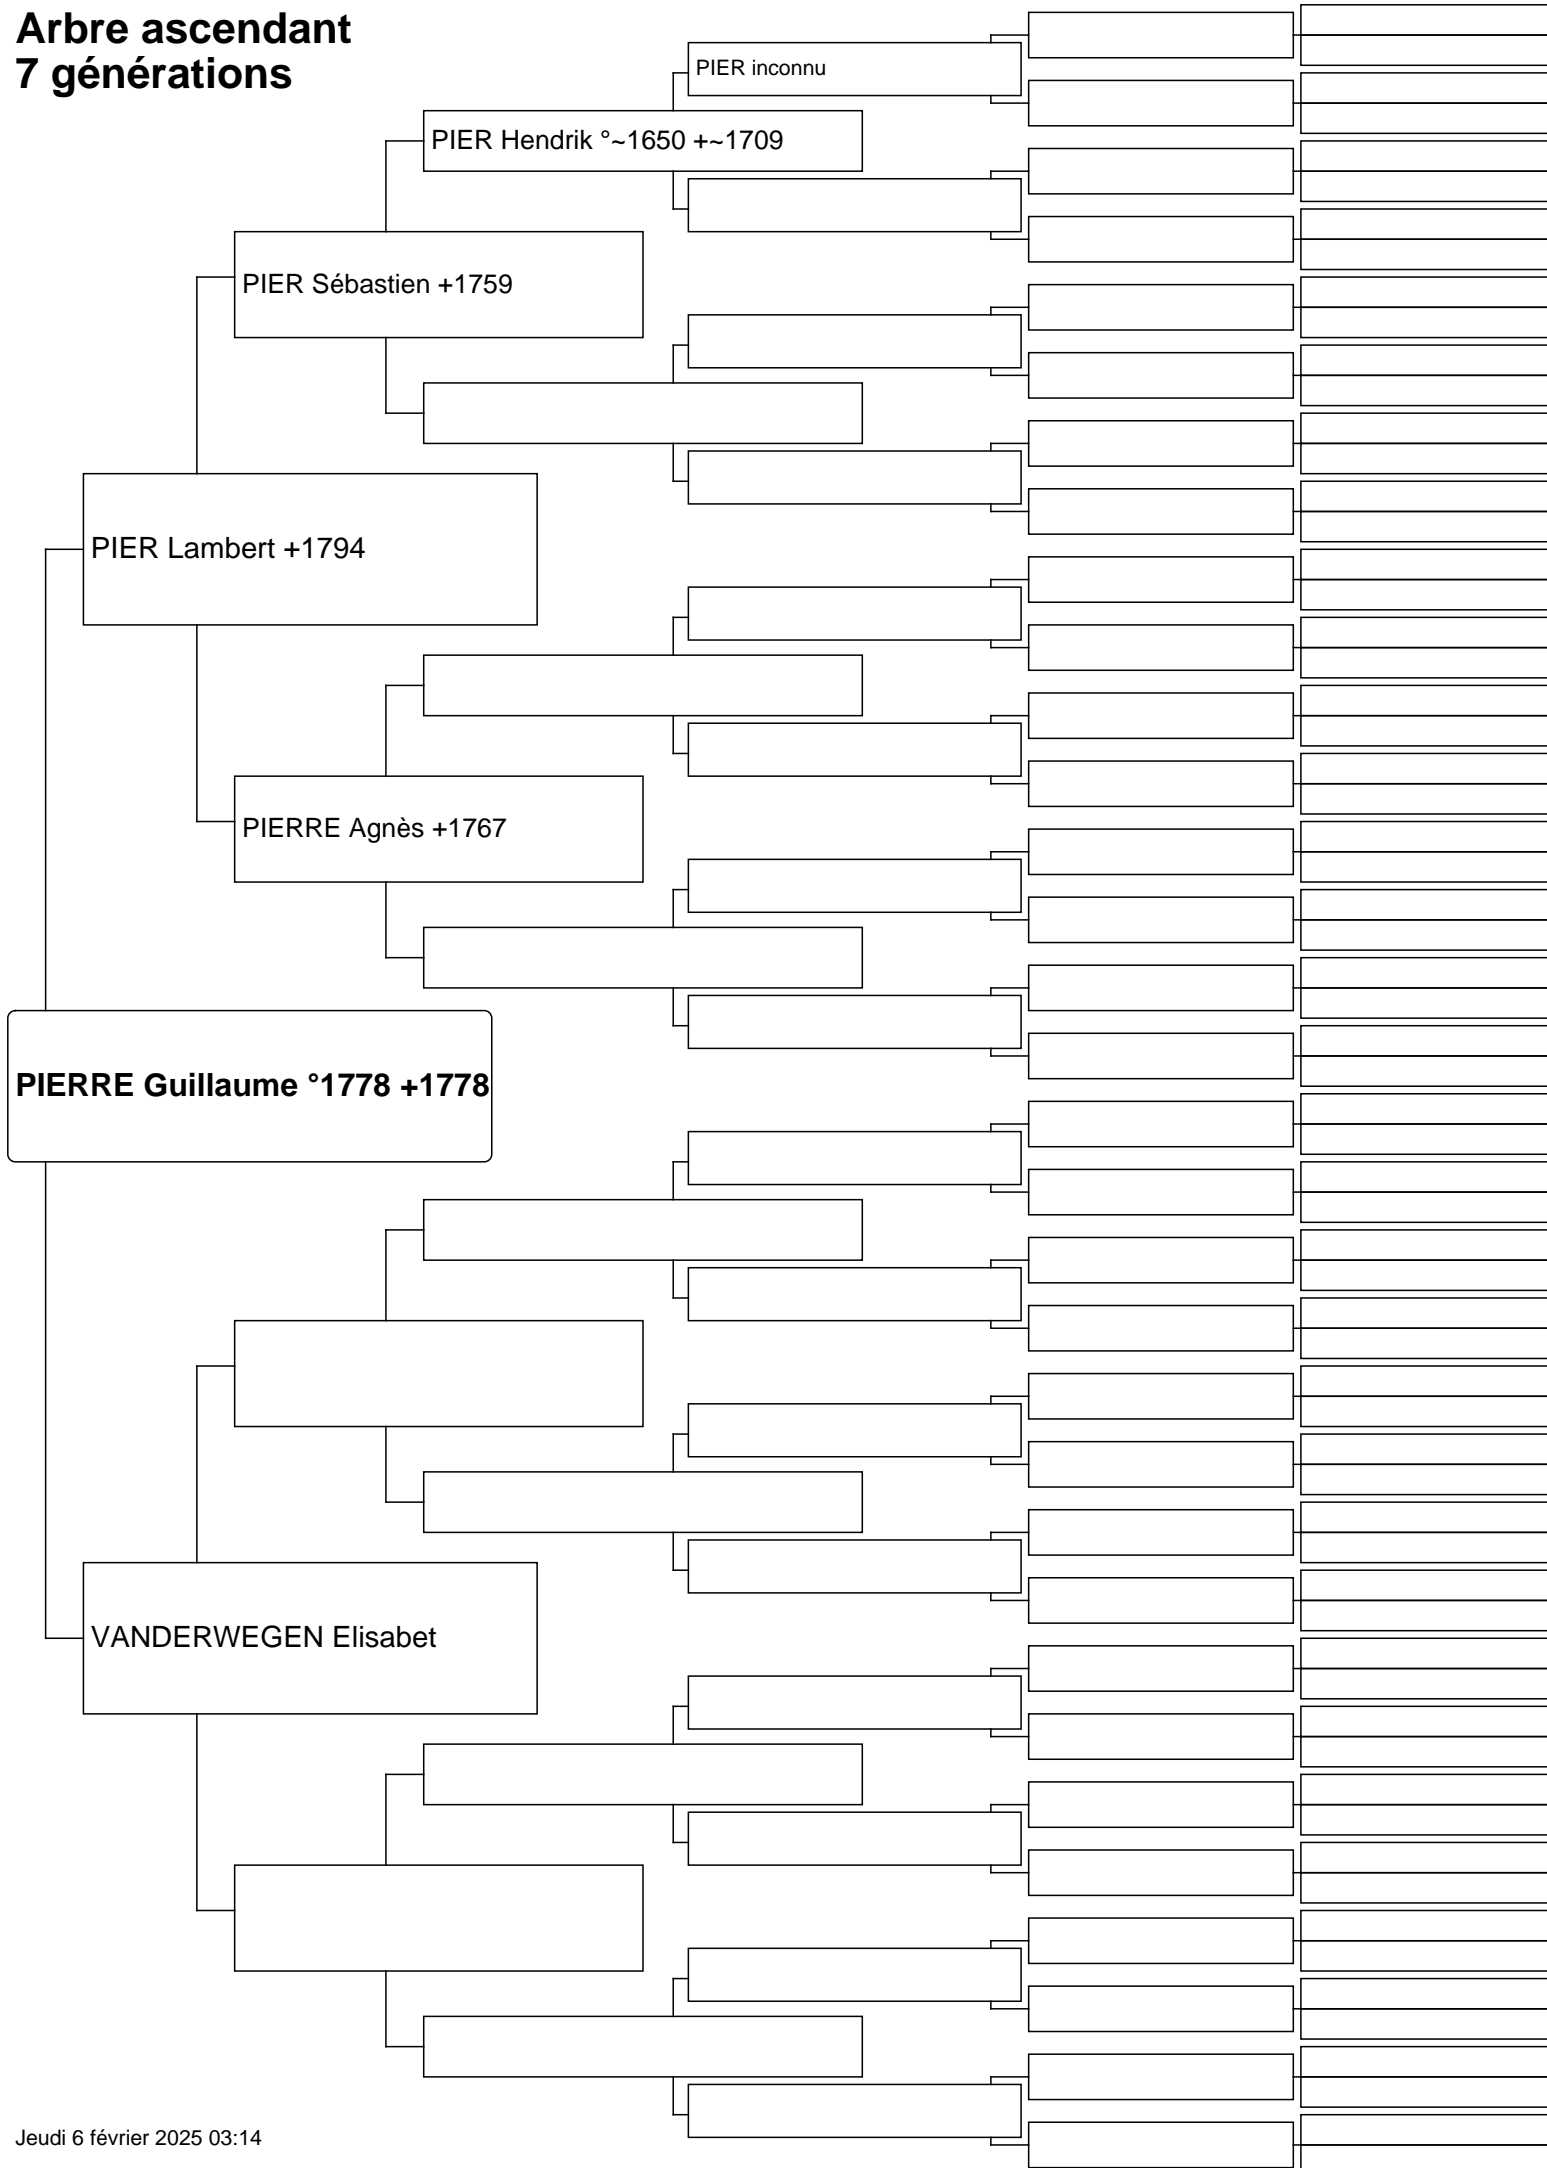 Arbre ascendant
7 générations
PIER inconnu
PIER Hendrik °~1650 +~1709
PIER Sébastien +1759
PIER Lambert +1794
PIERRE Agnès +1767
PIERRE Guillaume °1778 +1778
VANDERWEGEN Elisabet
Jeudi 6 février 2025 03:14